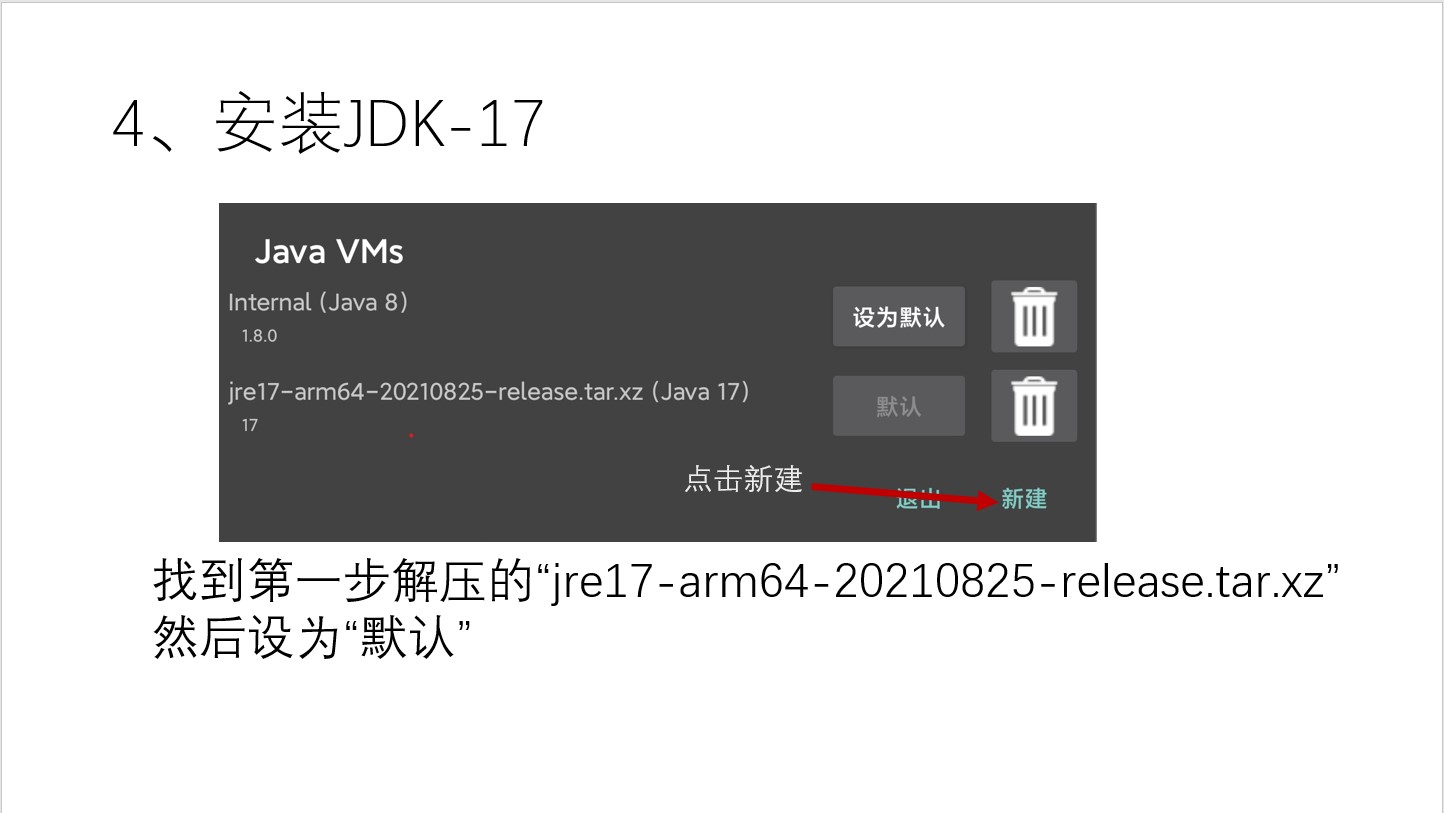 4、安装JDK-17
Java VMs
Internal (Java 8)
1.8.0
设为默认
jre17-arm64-20210825-release.tar.xz (Java 17)
17
默认
点击新建
退出
新建
找到第一步解压的“jre17-arm64-20210825-release.tar.xz”
然后设为“默认”